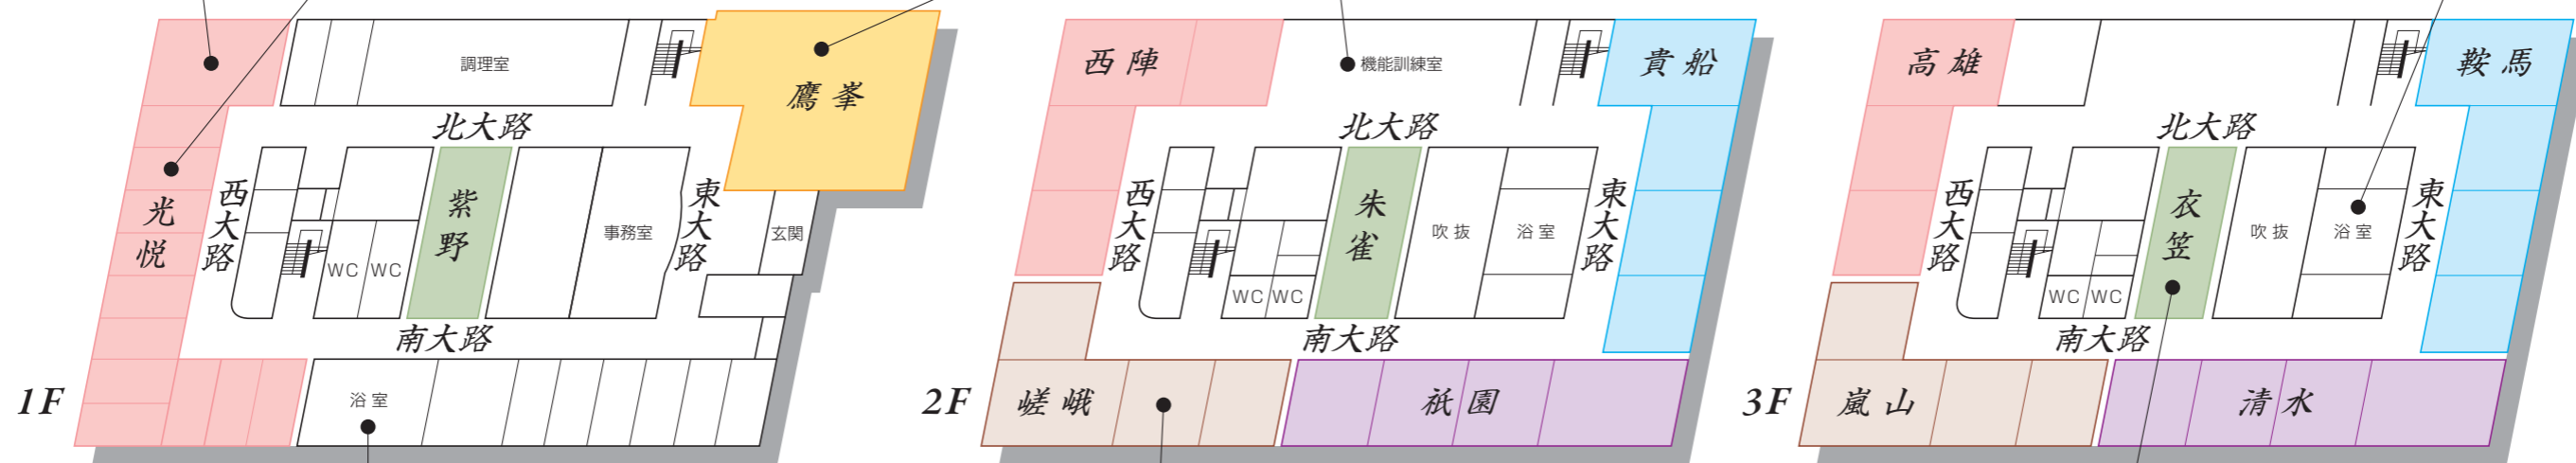 調理室
鷹峯
北大路
光悦
西大路
WC
WC
紫野
事務室
東大路
玄関
南大路
浴室
1F
西陣
機能訓練室
貴船
北大路
西大路
WC
WC
朱雀
吹抜
浴室
東大路
南大路
嵯峨
祇園
2F
高雄
鞍馬
北大路
西大路
WC
WC
衣笠
吹抜
浴室
東大路
南大路
嵐山
清水
3F